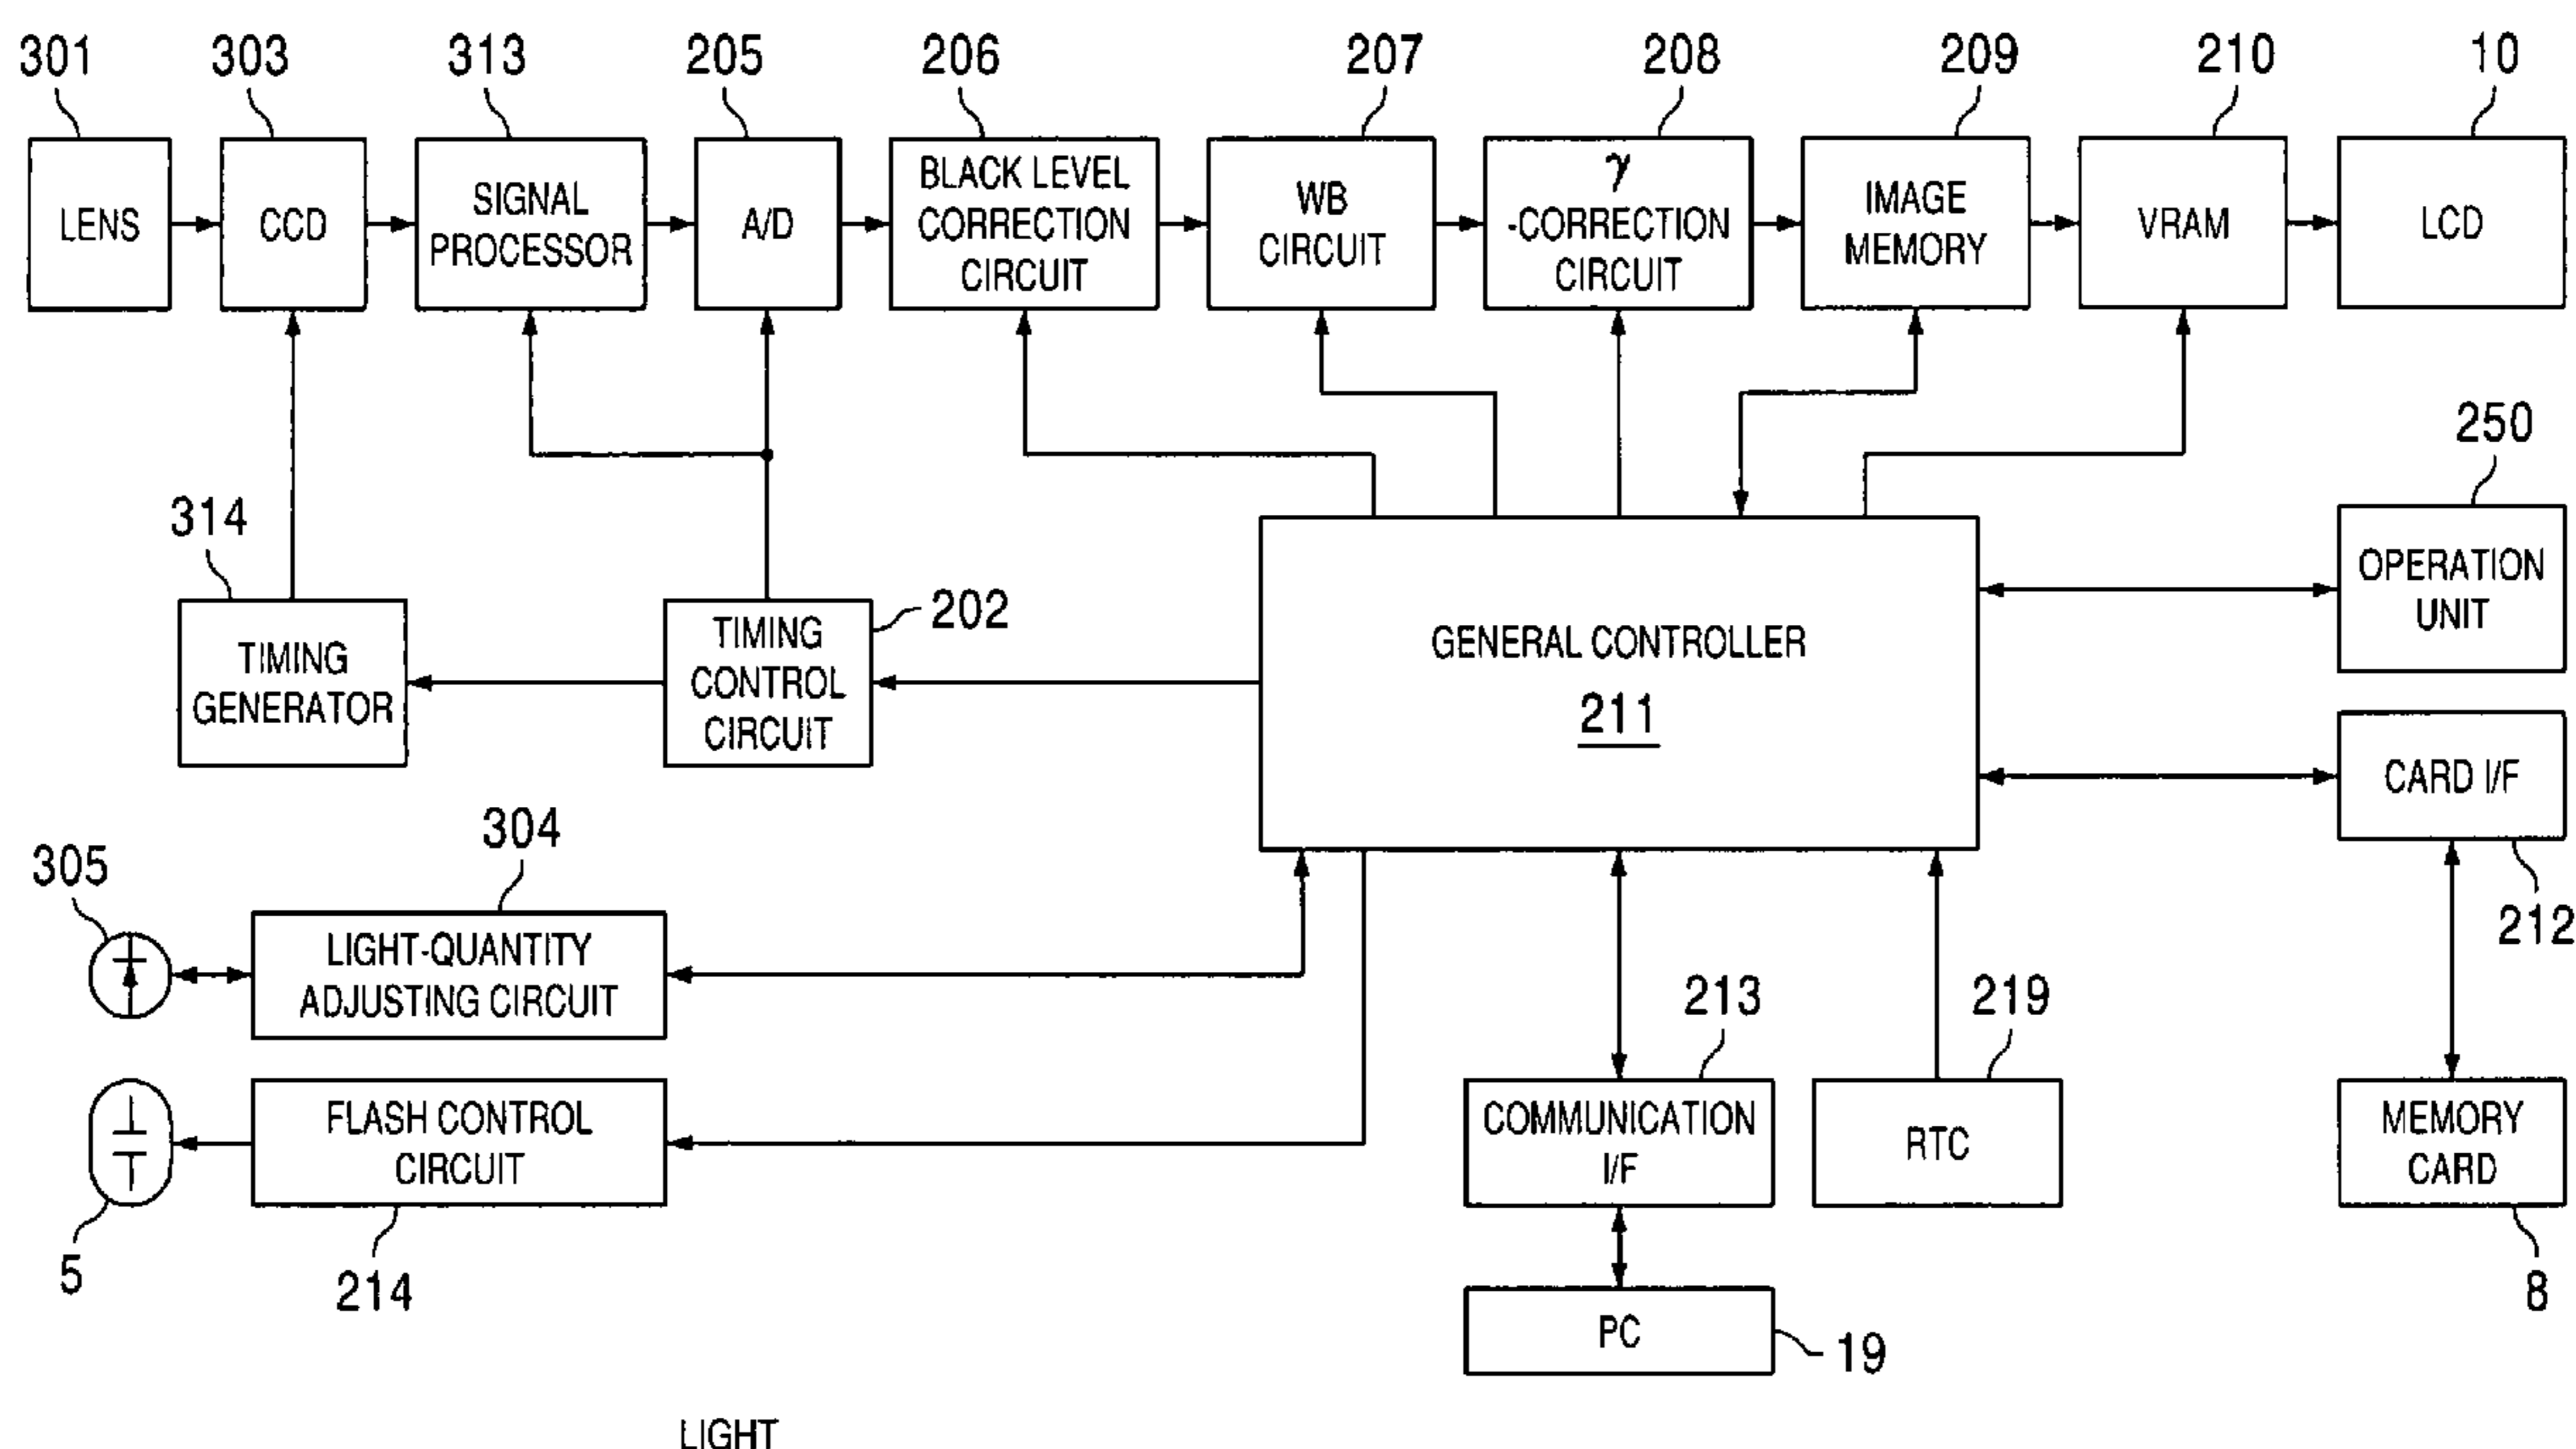 301
303
313
205
206
207
208
209
210
10
LENS
CCD
SIGNAL
PROCESSOR
A/D
BLACK LEVEL
CORRECTION
CIRCUIT
WB
CIRCUIT
γ
-CORRECTION
CIRCUIT
IMAGE
MEMORY
VRAM
LCD
250
OPERATION
UNIT
314
TIMING
GENERATOR
202
TIMING
CONTROL
CIRCUIT
GENERAL CONTROLLER
211
CARD I/F
212
305
304
LIGHT-QUANTITY
ADJUSTING CIRCUIT
213
219
5
FLASH CONTROL
CIRCUIT
214
COMMUNICATION
I/F
RTC
MEMORY
CARD
8
PC
19
LIGHT